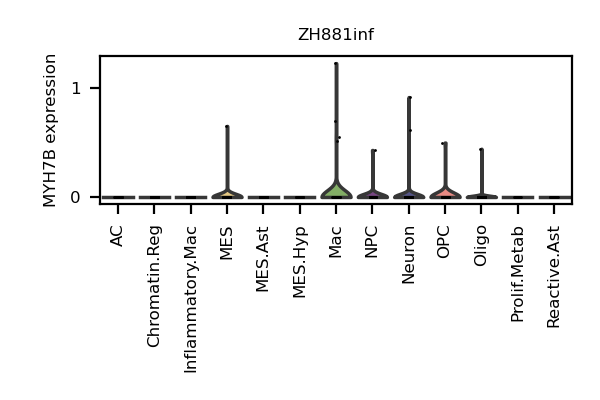 ZH881inf
MYH7B expression
1
0
AC
Chromatin.Reg
Inflammatory.Mac
MES
MES.Ast
MES.Hyp
Mac
NPC
Neuron
OPC
Oligo
Prolif.Metab
Reactive.Ast